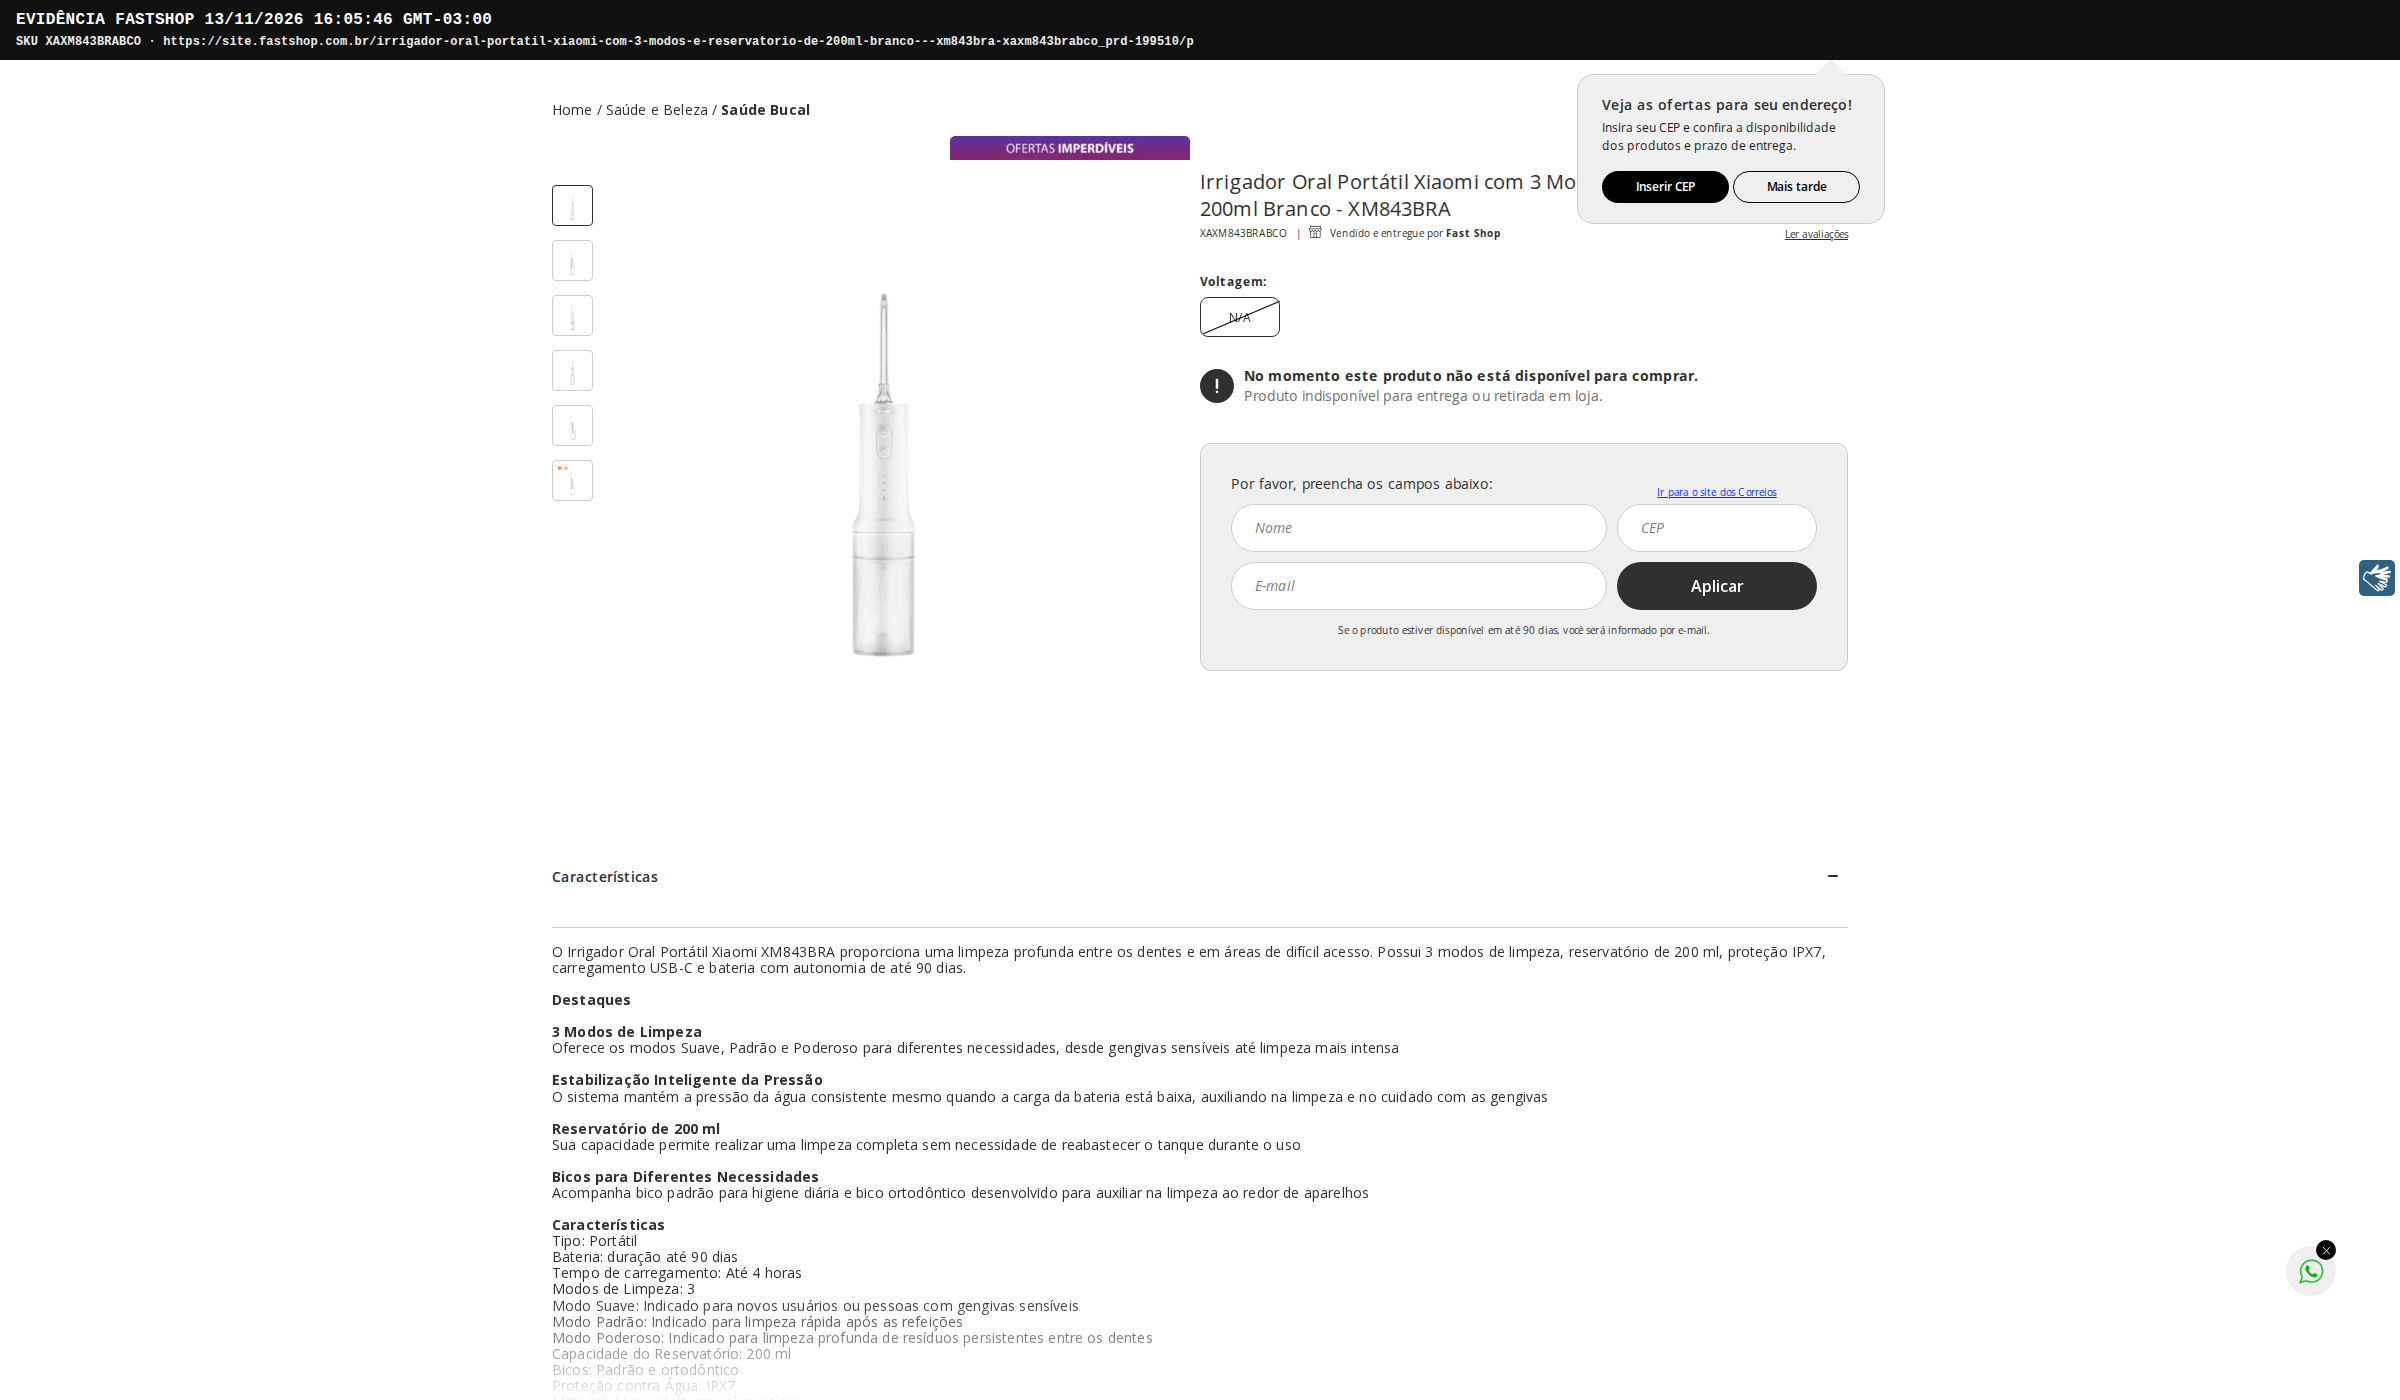 EVIDÊNCIA FASTSHOP 13/11/2026 16:05:46 GMT-03:00
SKU XAXM843BRABCO · https://site.fastshop.com.br/irrigador-oral-portatil-xiaomi-com-3-modos-e-reservatorio-de-200ml-branco---xm843bra-xaxm843brabco_prd-199510/p
Veja as ofertas para seu endereço!
Insira seu CEP e confira a disponibilidade
dos produtos e prazo de entrega.
Inserir CEP Mais tarde
Home / Saúde e Beleza / Saúde Bucal
OFERTAS IMPERDÍVEIS
Irrigador Oral Portátil Xiaomi com 3 Mo
200ml Branco - XM843BRA
XAXM843BRABCO | Vendido e entregue por Fast Shop
Ler avaliações
Voltagem:
N/A
No momento este produto não está disponível para comprar.
Produto indisponível para entrega ou retirada em loja.
Por favor, preencha os campos abaixo:
Ir para o site dos Correios
Nome CEP
E-mail Aplicar
Se o produto estiver disponível em até 90 dias, você será informado por e-mail.
Características
O Irrigador Oral Portátil Xiaomi XM843BRA proporciona uma limpeza profunda entre os dentes e em áreas de difícil acesso. Possui 3 modos de limpeza, reservatório de 200 ml, proteção IPX7,
carregamento USB-C e bateria com autonomia de até 90 dias.
Destaques
3 Modos de Limpeza
Oferece os modos Suave, Padrão e Poderoso para diferentes necessidades, desde gengivas sensíveis até limpeza mais intensa
Estabilização Inteligente da Pressão
O sistema mantém a pressão da água consistente mesmo quando a carga da bateria está baixa, auxiliando na limpeza e no cuidado com as gengivas
Reservatório de 200 ml
Sua capacidade permite realizar uma limpeza completa sem necessidade de reabastecer o tanque durante o uso
Bicos para Diferentes Necessidades
Acompanha bico padrão para higiene diária e bico ortodôntico desenvolvido para auxiliar na limpeza ao redor de aparelhos
Características
Tipo: Portátil
Bateria: duração até 90 dias
Tempo de carregamento: Até 4 horas
Modos de Limpeza: 3
Modo Suave: Indicado para novos usuários ou pessoas com gengivas sensíveis
Modo Padrão: Indicado para limpeza rápida após as refeições
Modo Poderoso: Indicado para limpeza profunda de resíduos persistentes entre os dentes
Capacidade do Reservatório: 200 ml
Bicos: Padrão e ortodôntico
Proteção contra Água: IPX7